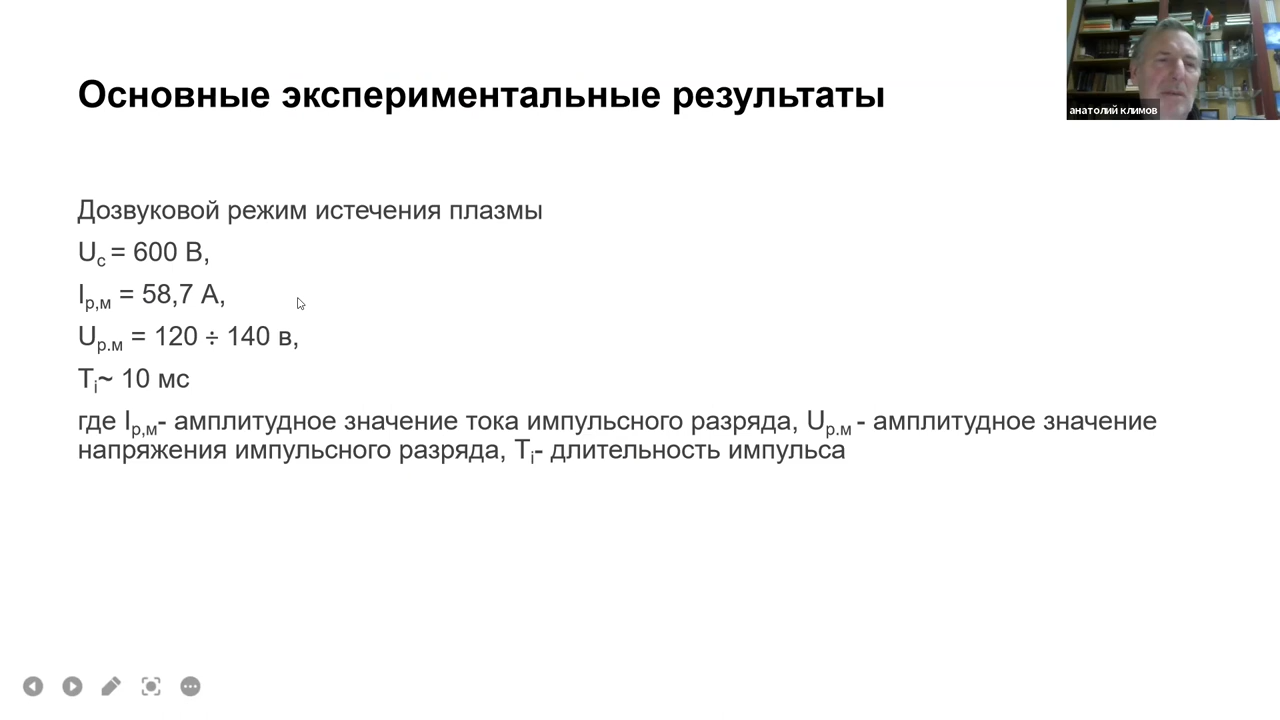 Основные экспериментальные результаты
анатолий климов
Дозвуковой режим истечения плазмы
Uс = 600 В,
Iр,м = 58,7 А,
Uр.м = 120 ÷ 140 в,
Ti~ 10 мс
где Iр,м- амплитудное значение тока импульсного разряда, Uр.м - амплитудное значение
напряжения импульсного разряда, Ti- длительность импульса